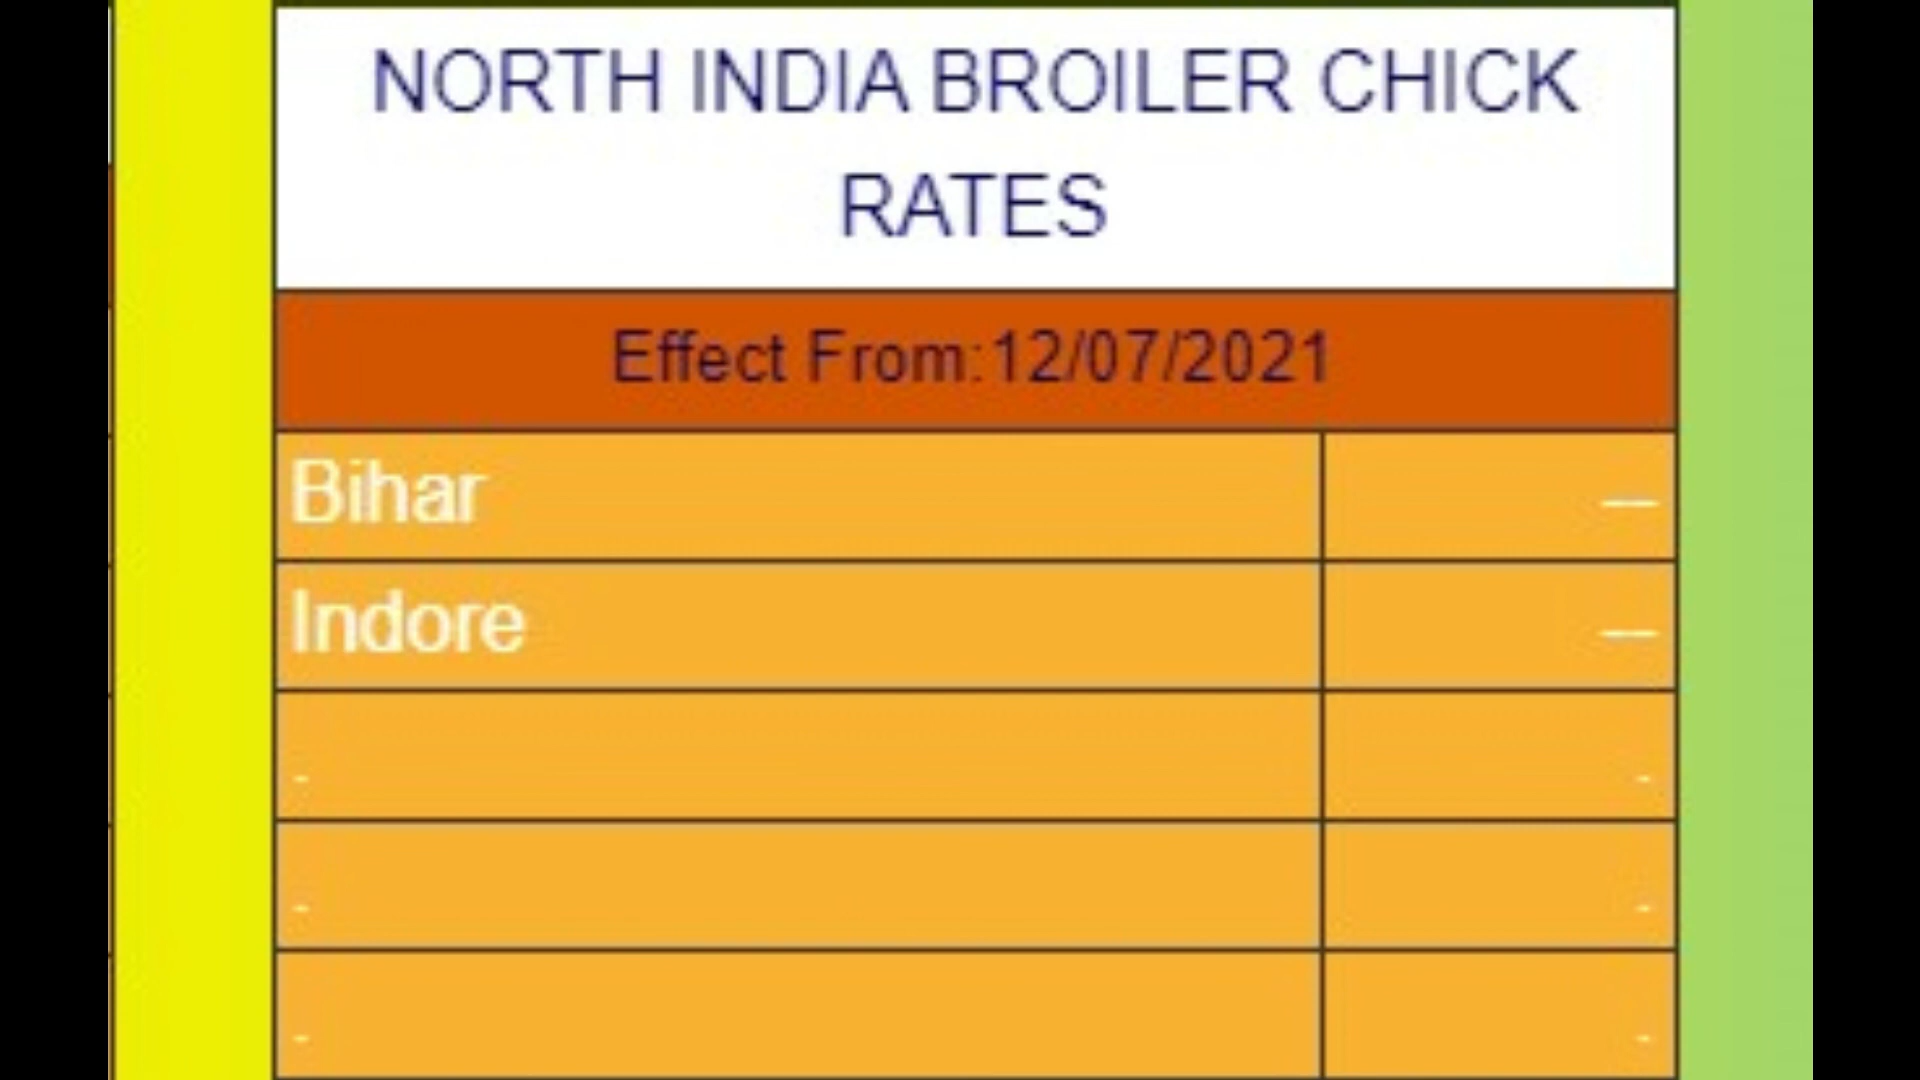 NORTH INDIA BROILER CHICK
RATES
Effect From:12/07/2021
Bihar —
Indore —
- -
- -
- -